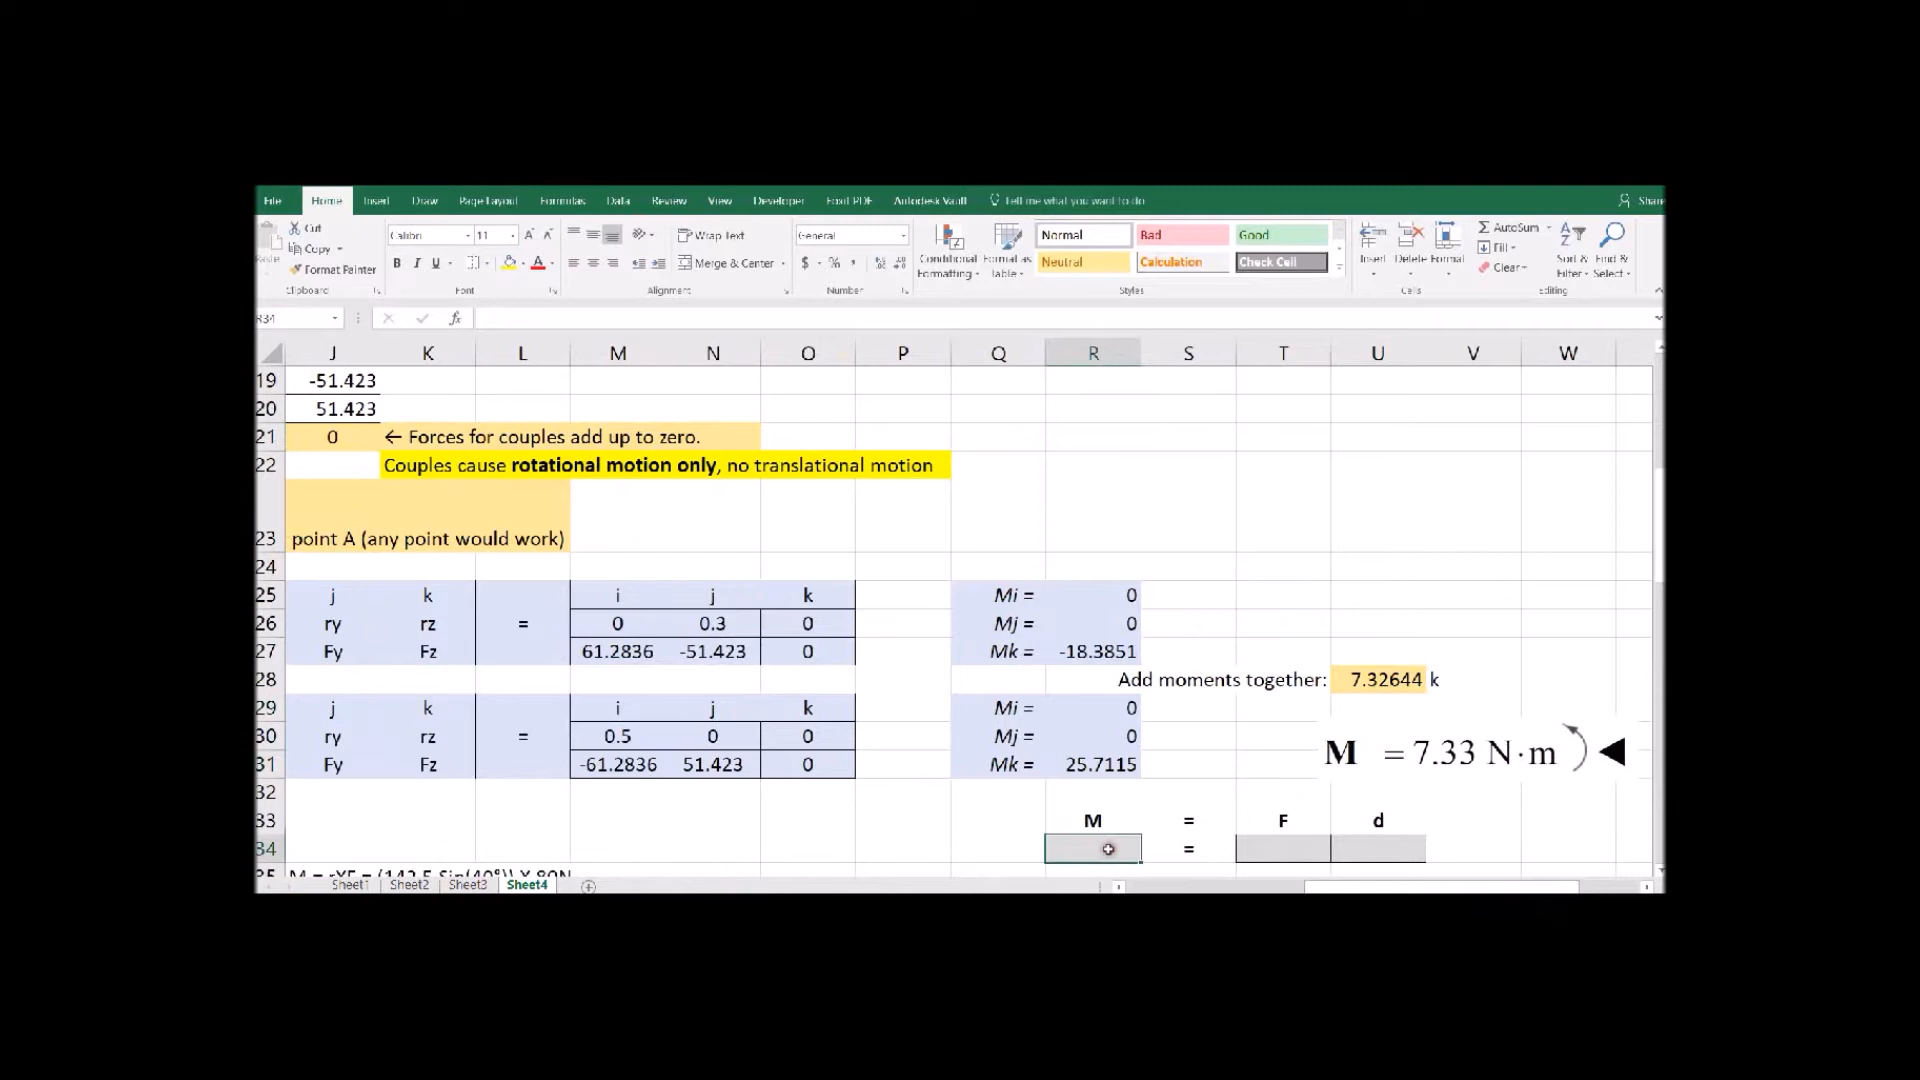 File Home Insert Draw Page Layout Formulas Data Review View Developer Foxit PDF Autodesk Vault Tell me what you want to do Share
Cut
Copy
Format Painter
Paste
Clipboard
Calibri 11
B I U
Font
Wrap Text
Merge & Center
Alignment
General
$ % ,
Number
Conditional Formatting
Format as Table
Normal Bad Good
Neutral Calculation Check Cell
Styles
Insert Delete Format
Cells
AutoSum
Fill
Clear
Sort & Filter
Find & Select
Editing
R34 fx
J K L M N O P Q R S T U V W
19 -51.423
20 51.423
21 0 ← Forces for couples add up to zero.
22 Couples cause rotational motion only, no translational motion
23 point A (any point would work)
24
25 j k i j k Mi = 0
26 ry rz = 0 0.3 0 Mj = 0
27 Fy Fz 61.2836 -51.423 0 Mk = -18.3851
28 Add moments together: 7.32644 k
29 j k i j k Mi = 0
30 ry rz = 0.5 0 0 Mj = 0
31 Fy Fz -61.2836 51.423 0 Mk = 25.7115
M = 7.33 N·m
32
33 M = F d
34 =
35
Sheet1 Sheet2 Sheet3 Sheet4